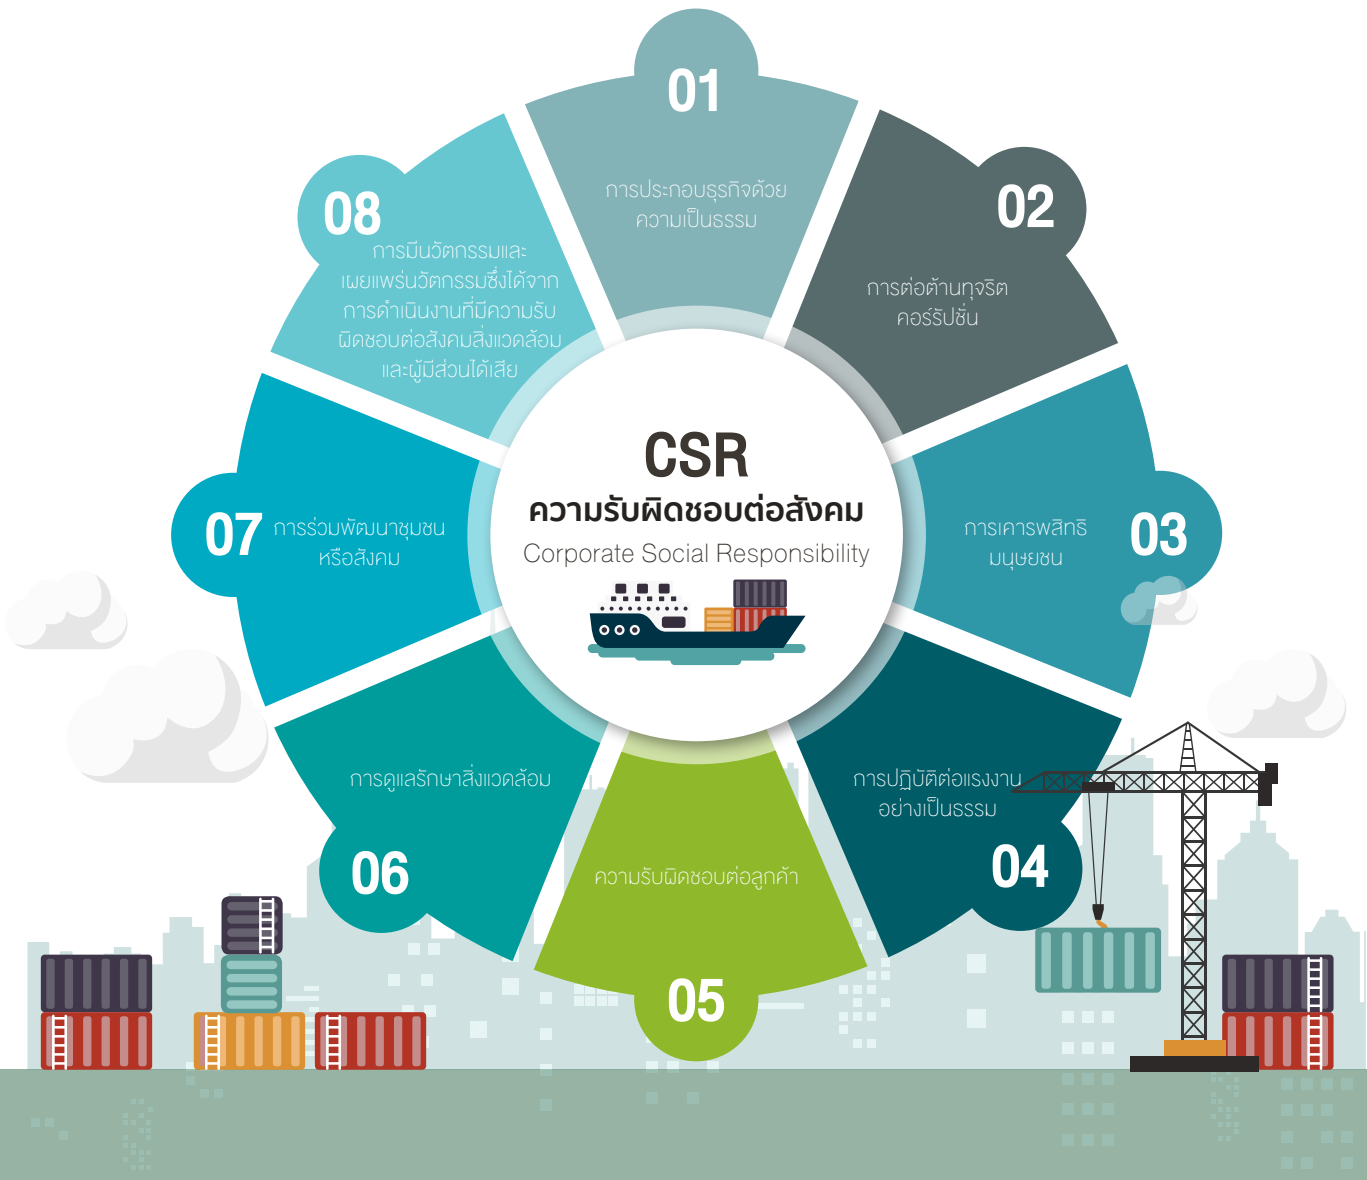 01
การประกอบธุรกิจด้วย
ความเป็นธรรม
02
การต่อต้านทุจริต
คอร์รัปชั่น
03
การเคารพสิทธิ
มนุษยชน
04
การปฏิบัติต่อแรงงาน
อย่างเป็นธรรม
05
ความรับผิดชอบต่อลูกค้า
06
การดูแลรักษาสิ่งแวดล้อม
07
การร่วมพัฒนาชุมชน
หรือสังคม
08
การมีนวัตกรรมและ
เผยแพร่นวัตกรรมซึ่งได้จาก
การดำเนินงานที่มีความรับ
ผิดชอบต่อสังคมสิ่งแวดล้อม
และผู้มีส่วนได้เสีย
CSR
ความรับผิดชอบต่อสังคม
Corporate Social Responsibility